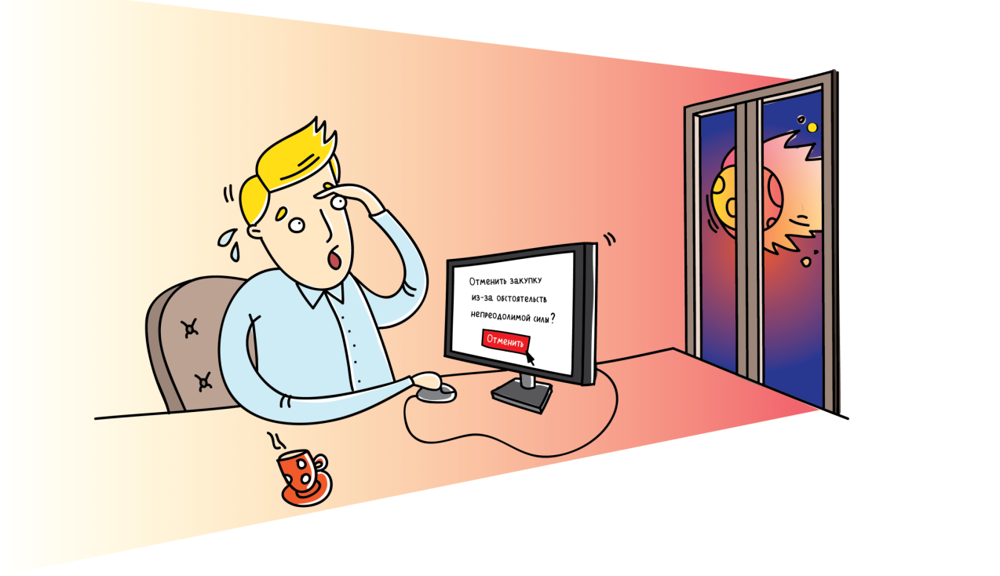 Отменить закупку
из-за обстоятельств
непреодолимой силы?
Отменить